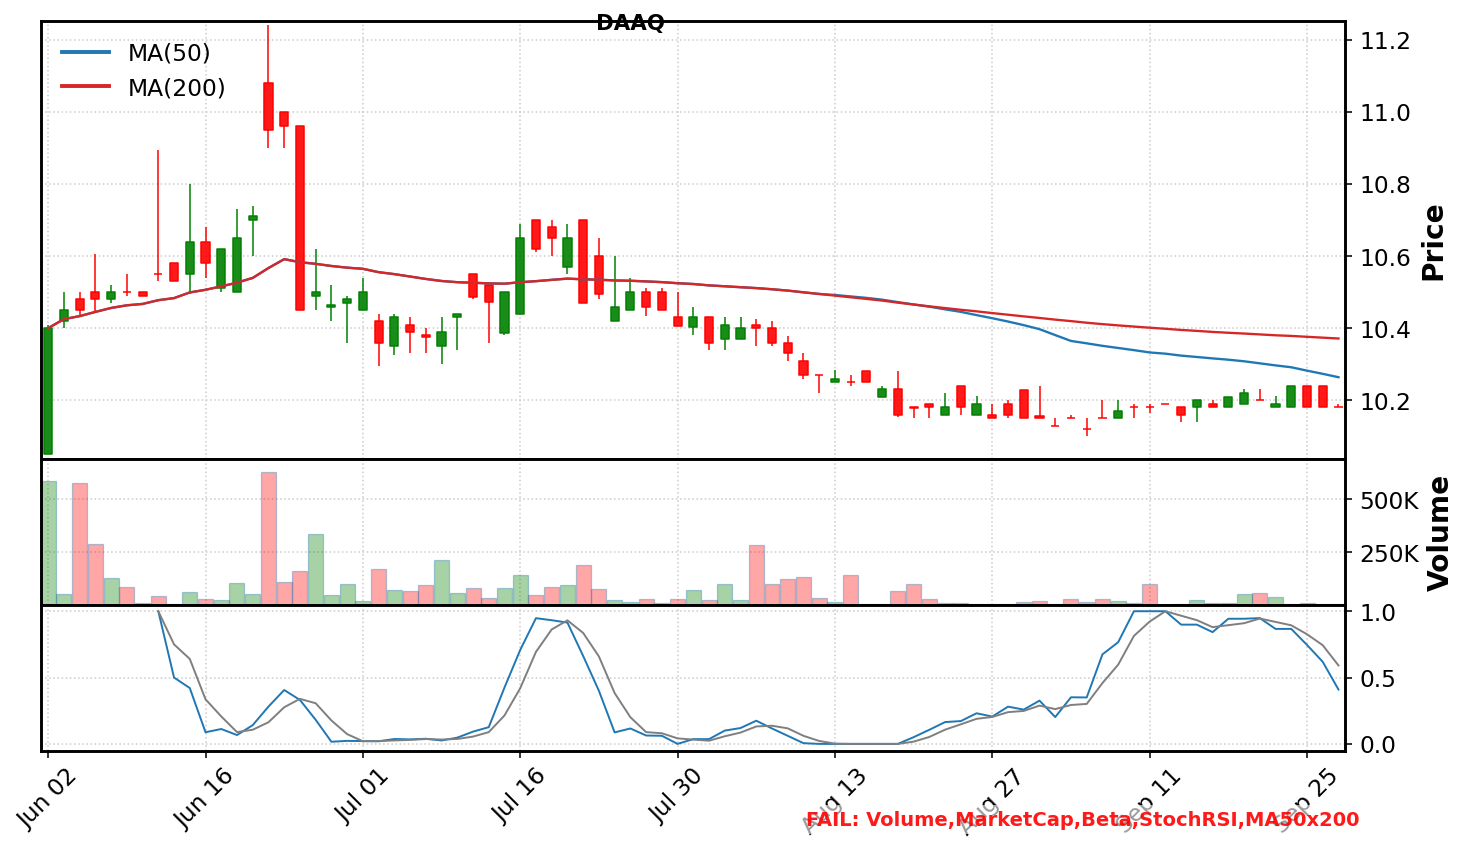 DAAQ
MA(50)
MA(200)
11.2
11.0
10.8
10.6
10.4
10.2
Price
500K
250K
Volume
1.0
0.5
0.0
Jun 02
Jun 16
Jul 01
Jul 16
Jul 30
Aug 13
Aug 27
Sep 11
Sep 25
FAIL: Volume,MarketCap,Beta,StochRSI,MA50x200